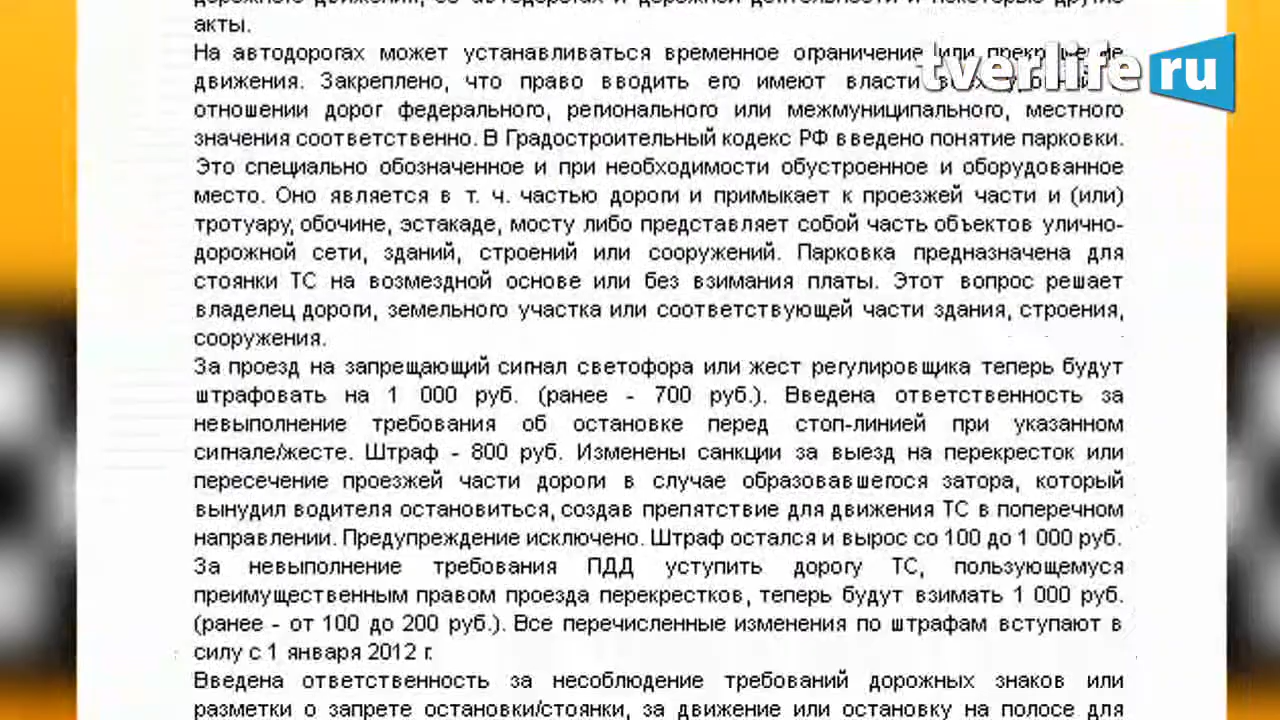 дорожного движения, об автодорогах и дорожной деятельности и некоторые другие
акты.
На автодорогах может устанавливаться временное ограничение или прекращение
движения. Закреплено, что право вводить его имеют власти
отношении дорог федерального, регионального или межмуниципального, местного
значения соответственно. В Градостроительный кодекс РФ введено понятие парковки.
Это специально обозначенное и при необходимости обустроенное и оборудованное
место. Оно является в т. ч. частью дороги и примыкает к проезжей части и (или)
тротуару, обочине, эстакаде, мосту либо представляет собой часть объектов улично-
дорожной сети, зданий, строений или сооружений. Парковка предназначена для
стоянки ТС на возмездной основе или без взимания платы. Этот вопрос решает
владелец дороги, земельного участка или соответствующей части здания, строения,
сооружения.
За проезд на запрещающий сигнал светофора или жест регулировщика теперь будут
штрафовать на 1 000 руб. (ранее - 700 руб.). Введена ответственность за
невыполнение требования об остановке перед стоп-линией при указанном
сигнале/жесте. Штраф - 800 руб. Изменены санкции за выезд на перекресток или
пересечение проезжей части дороги в случае образовавшегося затора, который
вынудил водителя остановиться, создав препятствие для движения ТС в поперечном
направлении. Предупреждение исключено. Штраф остался и вырос со 100 до 1 000 руб.
За невыполнение требования ПДД уступить дорогу ТС, пользующемуся
преимущественным правом проезда перекрестков, теперь будут взимать 1 000 руб.
(ранее - от 100 до 200 руб.). Все перечисленные изменения по штрафам вступают в
силу с 1 января 2012 г.
Введена ответственность за несоблюдение требований дорожных знаков или
разметки о запрете остановки/стоянки, за движение или остановку на полосе для
tverlife ru